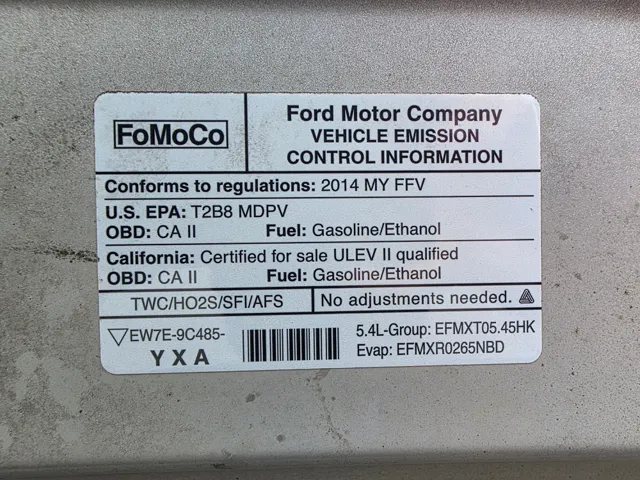 FoMoCo
Ford Motor Company
VEHICLE EMISSION
CONTROL INFORMATION
Conforms to regulations: 2014 MY FFV
U.S. EPA: T2B8 MDPV
OBD: CA II Fuel: Gasoline/Ethanol
California: Certified for sale ULEV II qualified
OBD: CA II Fuel: Gasoline/Ethanol
TWC/HO2S/SFI/AFS No adjustments needed.
EW7E-9C485-
YXA
5.4L-Group: EFMXT05.45HK
Evap: EFMXR0265NBD